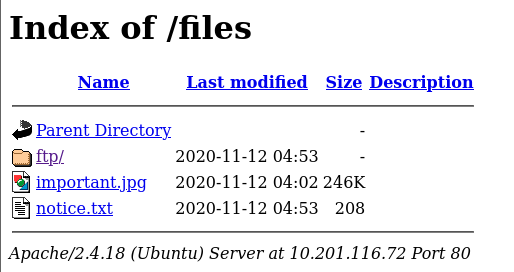 Index of /files
Name Last modified Size Description
Parent Directory -
ftp/ 2020-11-12 04:53 -
important.jpg 2020-11-12 04:02 246K
notice.txt 2020-11-12 04:53 208
Apache/2.4.18 (Ubuntu) Server at 10.201.116.72 Port 80